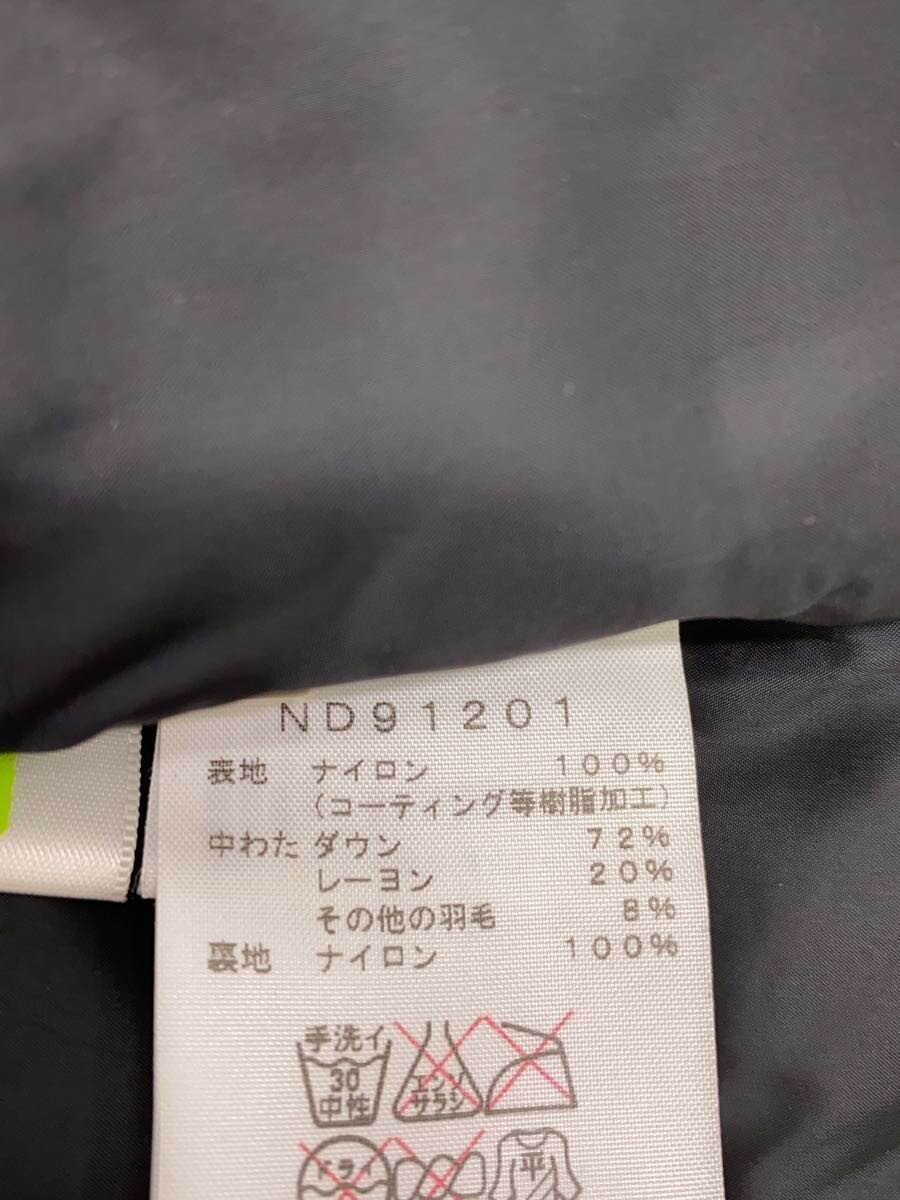 ND91201
表地 ナイロン 100%
(コーティング等樹脂加工)
中わた ダウン 72%
レーヨン 20%
その他の羽毛 8%
裏地 ナイロン 100%
手洗イ
30
中性
エンソ
サラシ
ドライ
平